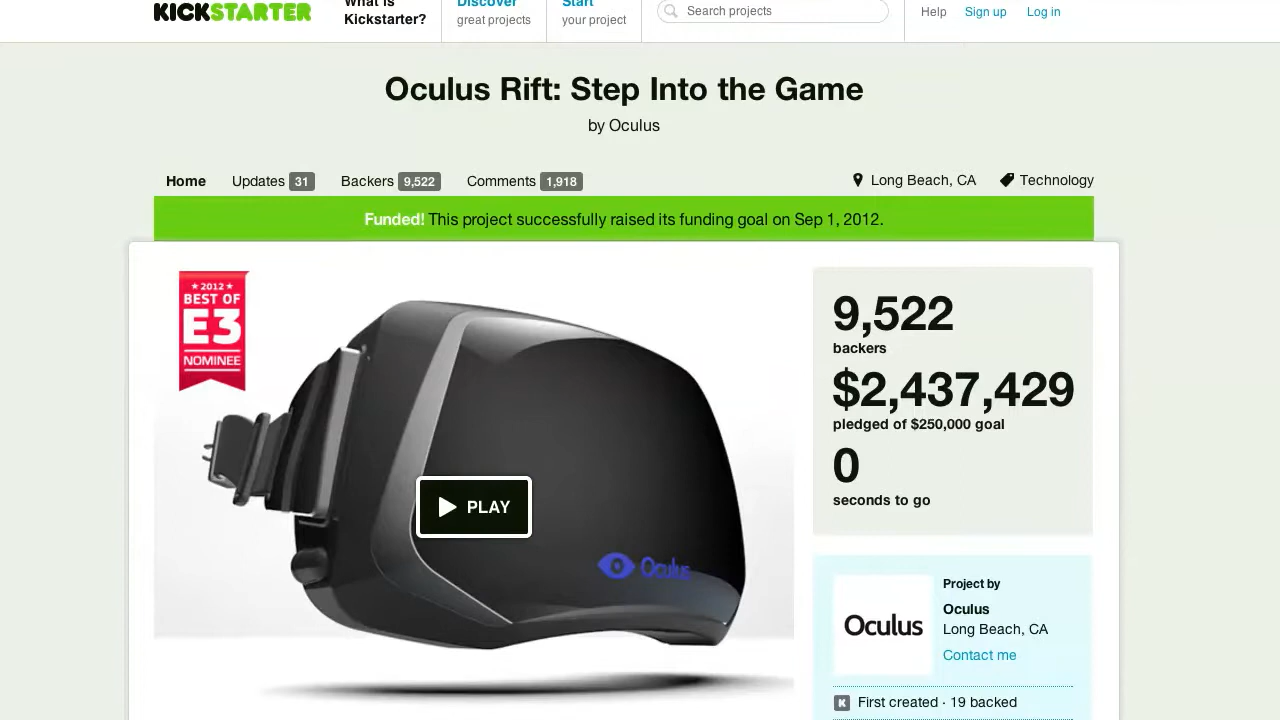 KICKSTARTER
What is
Kickstarter?
Discover
great projects
Start
your project
Search projects
Help
Sign up
Log in
Oculus Rift: Step Into the Game
by Oculus
Home
Updates 31
Backers 9,522
Comments 1,918
Long Beach, CA
Technology
Funded! This project successfully raised its funding goal on Sep 1, 2012.
2012
BEST OF
E3
NOMINEE
PLAY
Oculus
9,522
backers
$2,437,429
pledged of $250,000 goal
0
seconds to go
Oculus
Project by
Oculus
Long Beach, CA
Contact me
K
First created · 19 backed